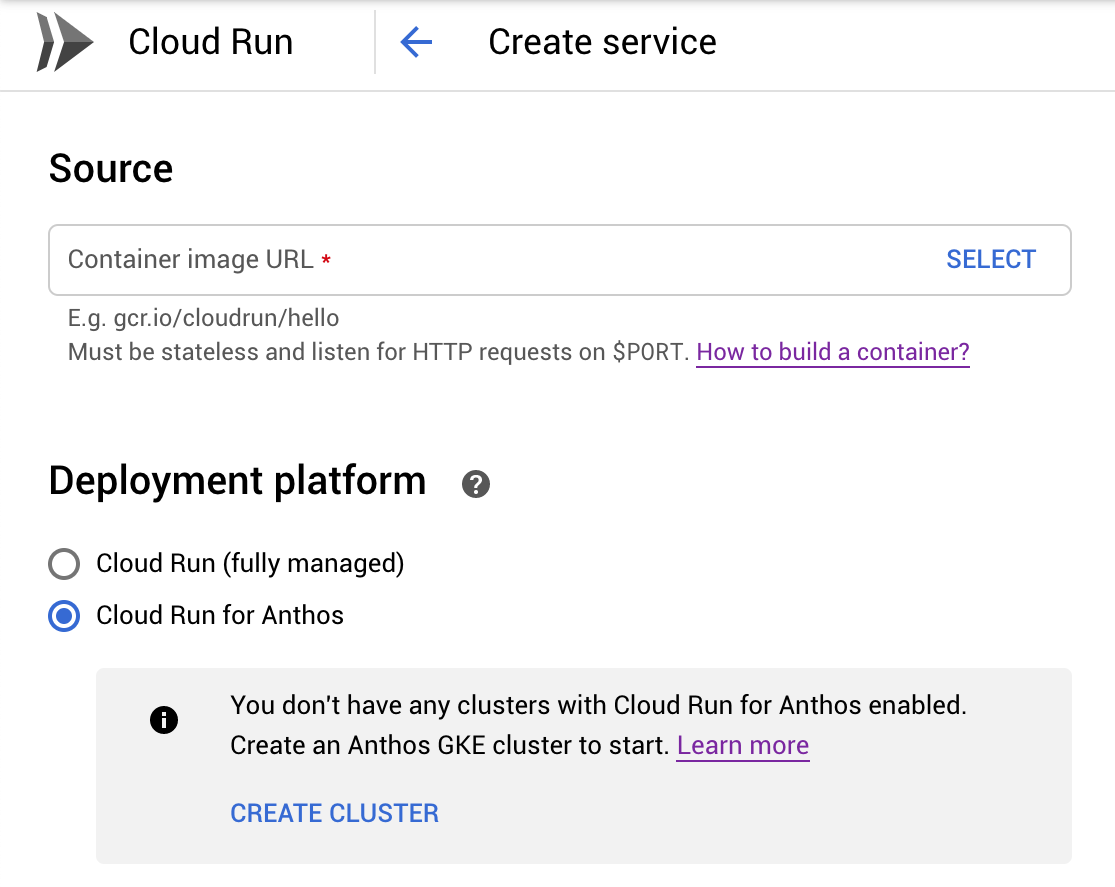 Cloud Run
Create service
Source
Container image URL *
SELECT
E.g. gcr.io/cloudrun/hello
Must be stateless and listen for HTTP requests on $PORT. How to build a container?
Deployment platform
?
Cloud Run (fully managed)
Cloud Run for Anthos
You don't have any clusters with Cloud Run for Anthos enabled.
Create an Anthos GKE cluster to start. Learn more
CREATE CLUSTER